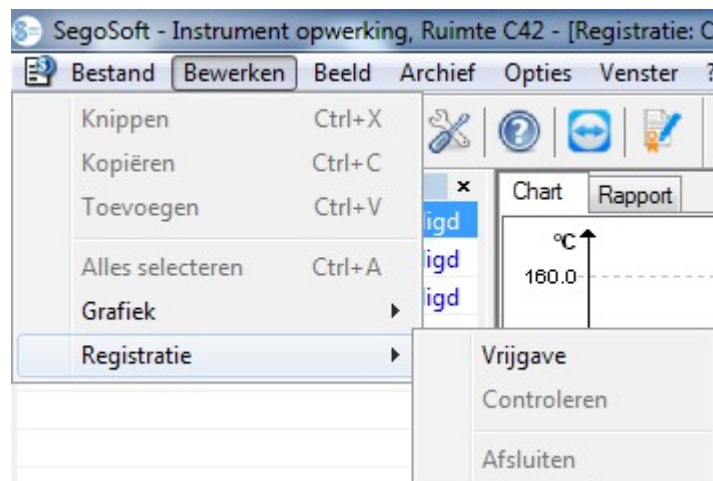 SegoSoft - Instrument opwerking, Ruimte C42 - [Registratie: C
Bestand Bewerken Beeld Archief Opties Venster ?
Knippen Ctrl+X
Kopiëren Ctrl+C
Toevoegen Ctrl+V
Alles selecteren Ctrl+A
Grafiek
Registratie
igd
igd
igd
Chart Rapport
°C
160.0
Vrijgave
Controleren
Afsluiten